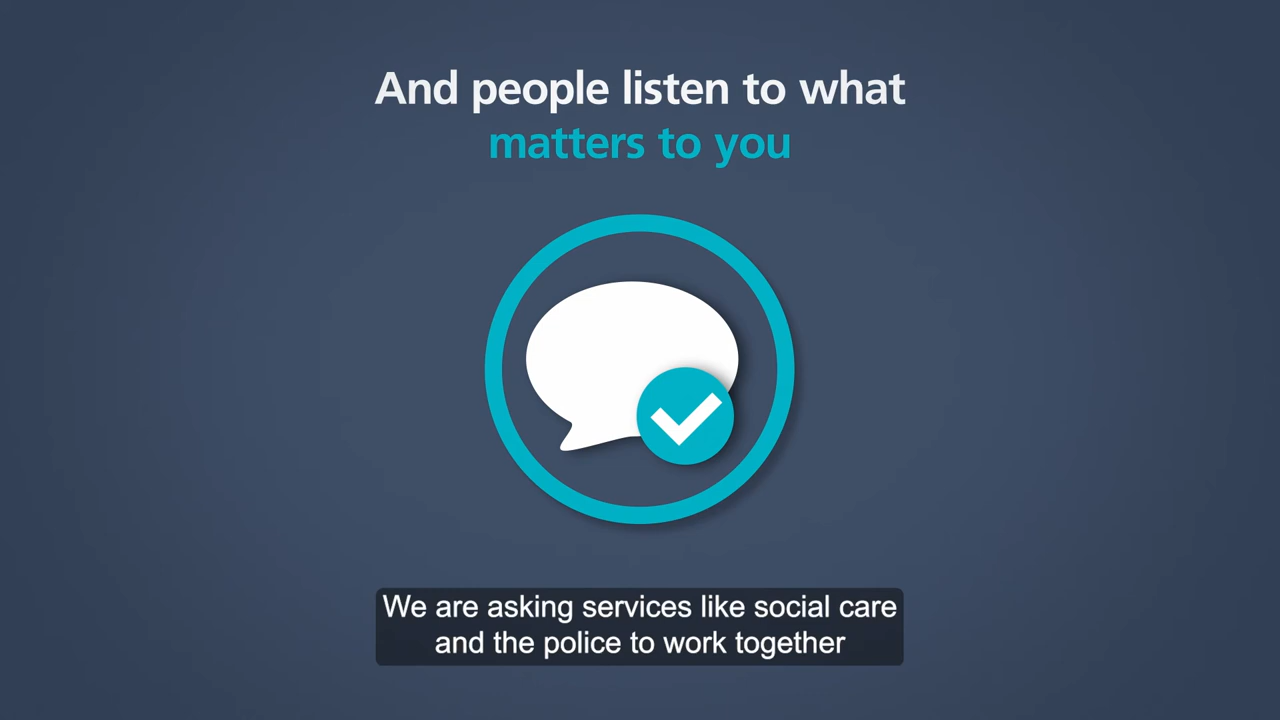 And people listen to what
matters to you
We are asking services like social care
and the police to work together